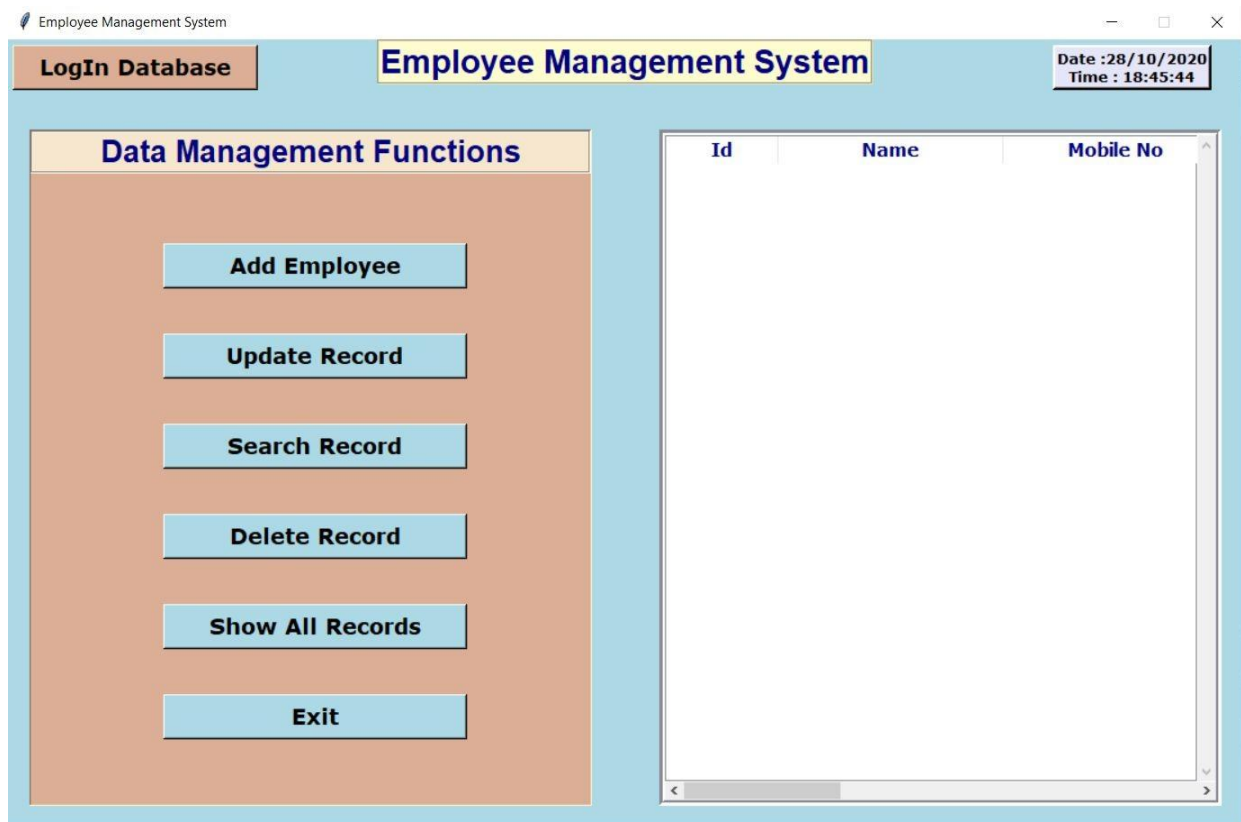 Employee Management System
LogIn Database
Employee Management System
Date :28/10/2020
Time : 18:45:44
Data Management Functions
Add Employee
Update Record
Search Record
Delete Record
Show All Records
Exit
Id Name Mobile No